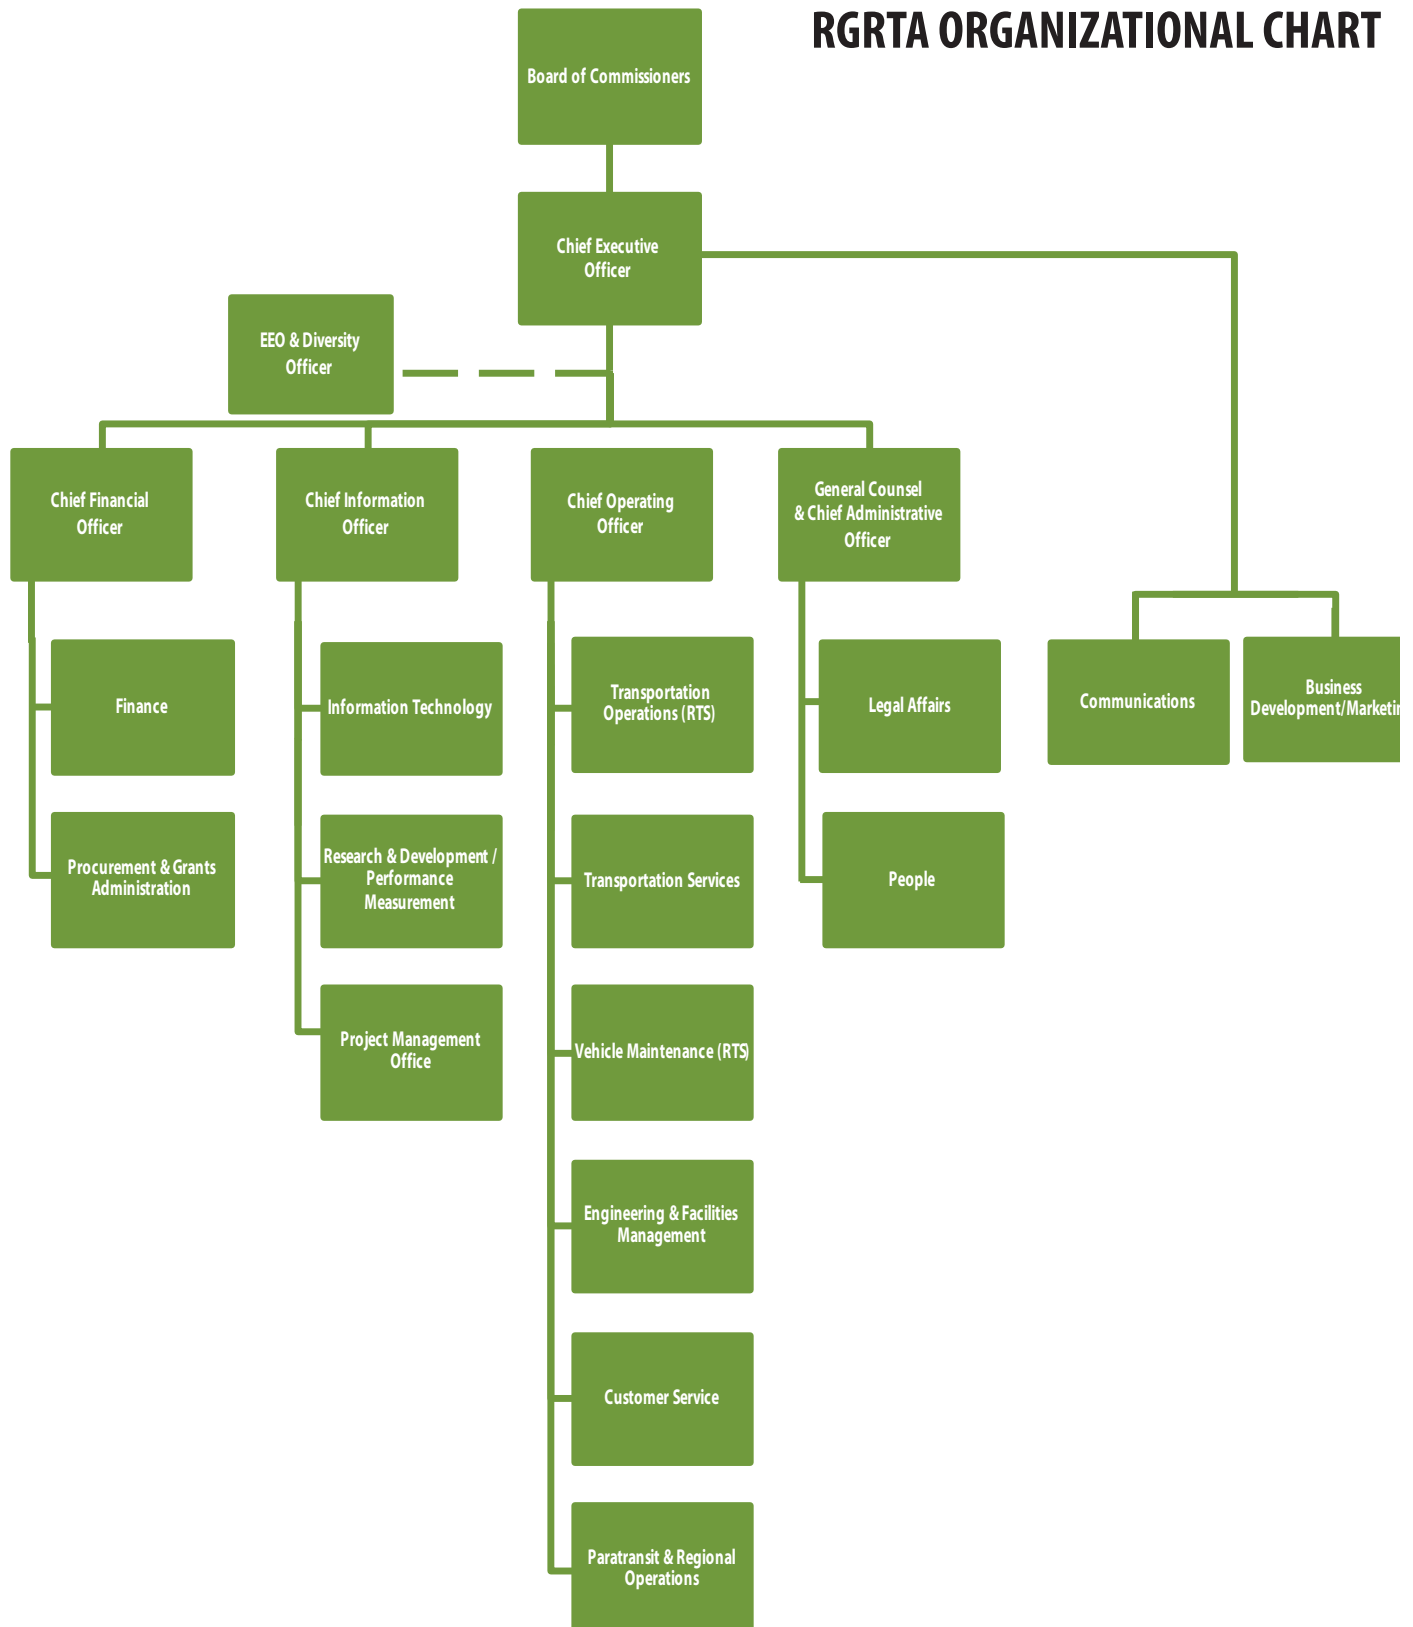 RGRTA ORGANIZATIONAL CHART
Board of Commissioners
Chief Executive
Officer
EEO & Diversity
Officer
Chief Financial
Officer
Chief Information
Officer
Chief Operating
Officer
General Counsel
& Chief Administrative
Officer
Finance
Procurement & Grants
Administration
Information Technology
Research & Development /
Performance
Measurement
Project Management
Office
Transportation
Operations (RTS)
Transportation Services
Vehicle Maintenance (RTS)
Engineering & Facilities
Management
Customer Service
Paratransit & Regional
Operations
Legal Affairs
People
Communications
Business
Development/Marketin